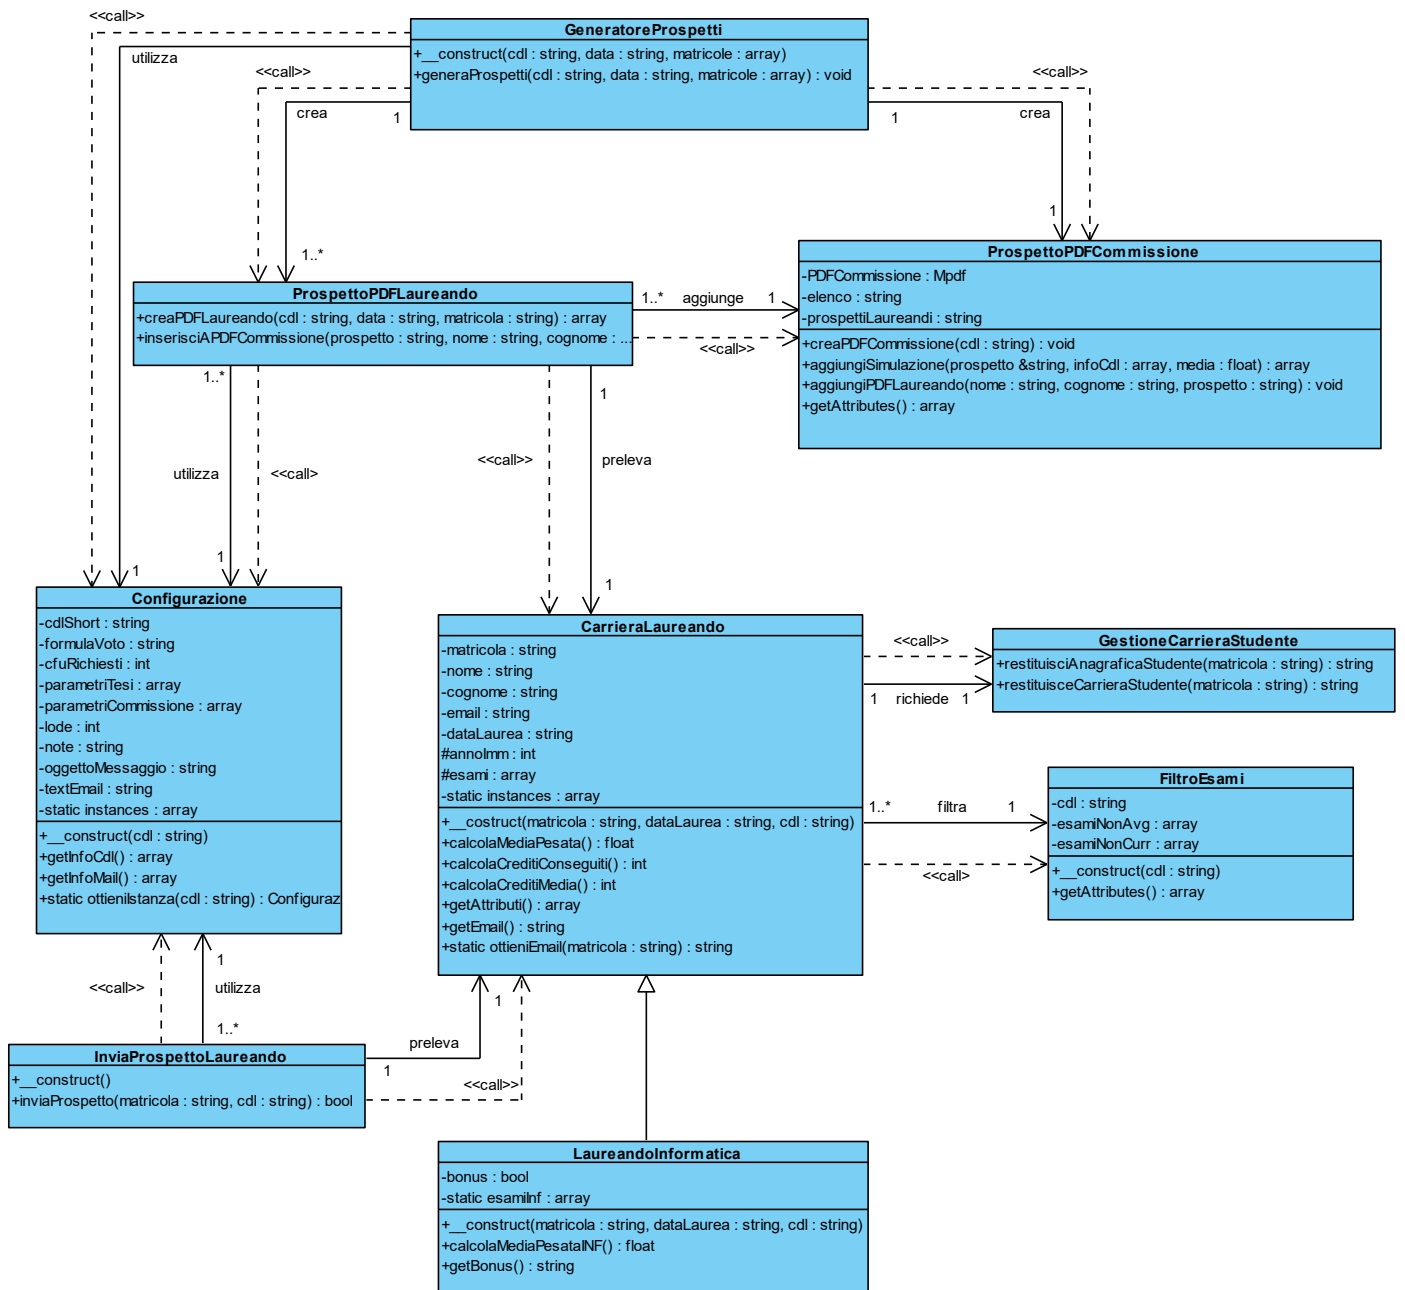 <<call>>
GeneratoreProspetti
+__construct(cdl : string, data : string, matricole : array)
+generaProspetti(cdl : string, data : string, matricole : array) : void
utilizza
<<call>>
<<call>>
crea
1
1
crea
1..*
1
ProspettoPDFLaureando
+creaPDFLaureando(cdl : string, data : string, matricola : string) : array
+inserisciAPDFCommissione(prospetto : string, nome : string, cognome : ...
1..*
aggiunge
1
<<call>>
ProspettoPDFCommissione
-PDFCommissione : Mpdf
-elenco : string
-prospettiLaureandi : string
+creaPDFCommissione(cdl : string) : void
+aggiungiSimulazione(prospetto &string, infoCdl : array, media : float) : array
+aggiungiPDFLaureando(nome : string, cognome : string, prospetto : string) : void
+getAttributes() : array
1..*
1
utilizza
<<call>
<<call>>
preleva
1
1
1
Configurazione
-cdlShort : string
-formulaVoto : string
-cfuRichiesti : int
-parametriTesi : array
-parametriCommissione : array
-lode : int
-note : string
-oggettoMessaggio : string
-textEmail : string
-static instances : array
+__construct(cdl : string)
+getInfoCdl() : array
+getInfoMail() : array
+static ottieniIstanza(cdl : string) : Configuraz
CarrieraLaureando
-matricola : string
-nome : string
-cognome : string
-email : string
-dataLaurea : string
#annoImm : int
#esami : array
-static instances : array
+__costruct(matricola : string, dataLaurea : string, cdl : string)
+calcolaMediaPesata() : float
+calcolaCreditiConseguiti() : int
+calcolaCreditiMedia() : int
+getAttributi() : array
+getEmail() : string
+static ottieniEmail(matricola : string) : string
<<call>>
1
richiede
1
GestioneCarrieraStudente
+restituisciAnagraficaStudente(matricola : string) : string
+restituisceCarrieraStudente(matricola : string) : string
1..*
filtra
1
<<call>
FiltroEsami
-cdl : string
-esamiNonAvg : array
-esamiNonCurr : array
+__construct(cdl : string)
+getAttributes() : array
<<call>>
1
utilizza
1..*
InviaProspettoLaureando
+__construct()
+inviaProspetto(matricola : string, cdl : string) : bool
preleva
1
1
<<call>>
LaureandoInformatica
-bonus : bool
-static esamiInf : array
+__construct(matricola : string, dataLaurea : string, cdl : string)
+calcolaMediaPesataINF() : float
+getBonus() : string